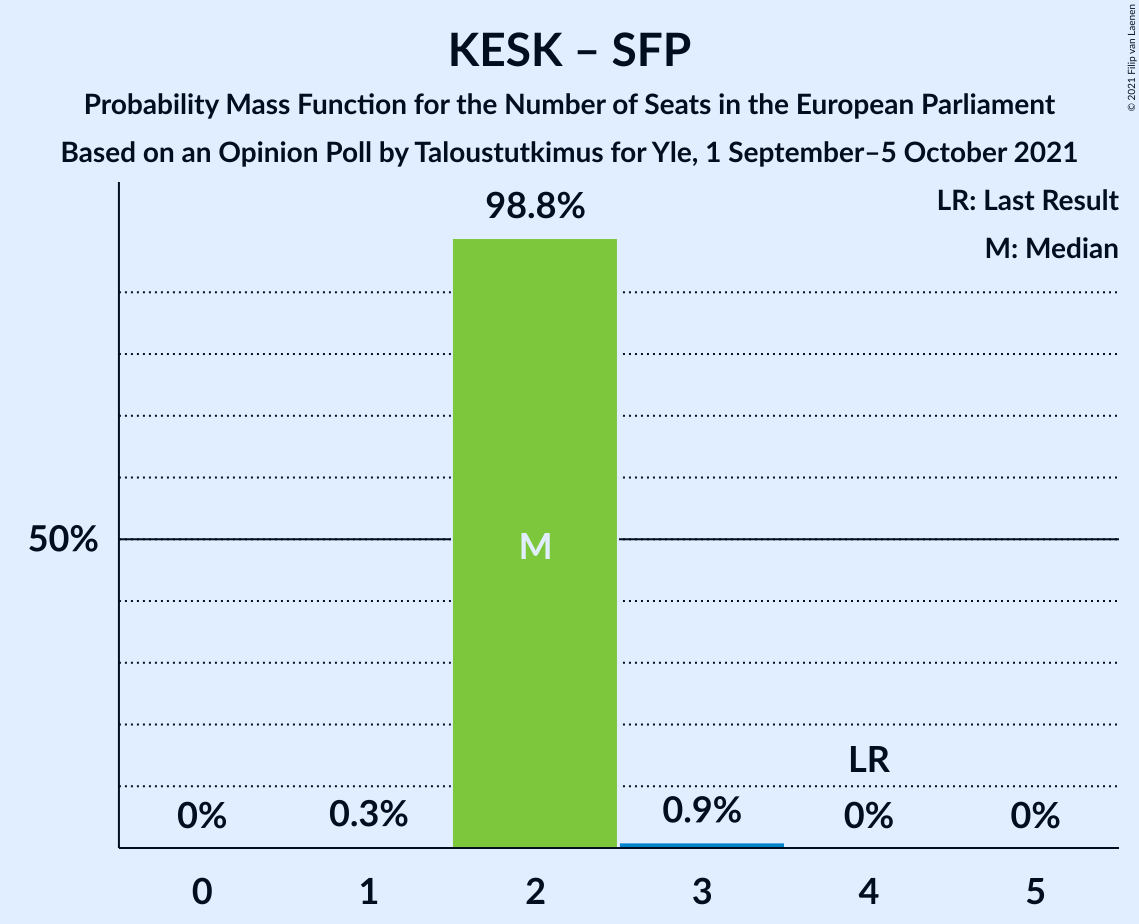 KESK – SFP
Probability Mass Function for the Number of Seats in the European Parliament
Based on an Opinion Poll by Taloustutkimus for Yle, 1 September–5 October 2021
© 2021 Filip van Laenen
LR: Last Result
M: Median
98.8%
50%
M
LR
0% 0.3% 0.9% 0% 0%
0 1 2 3 4 5